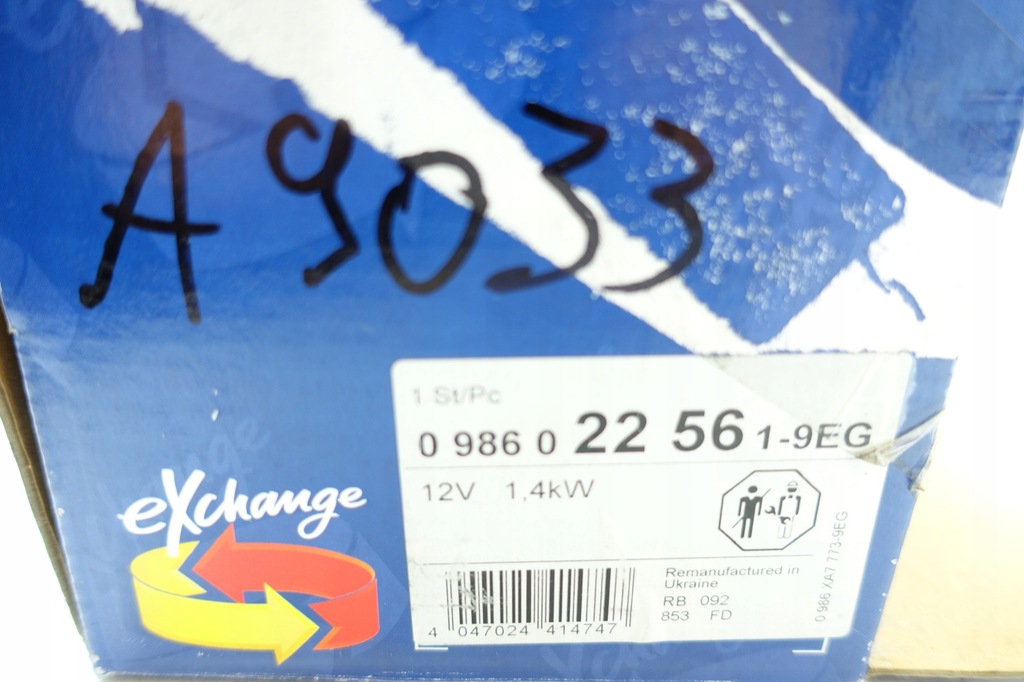 A9033
1 St/Pc
0 986 0 22 56 1-9EG
12V 1,4kW
eXchange
Remanufactured in
Ukraine
RB 092
853 FD
4 047024 414747
0 986 XA7 773-9EG